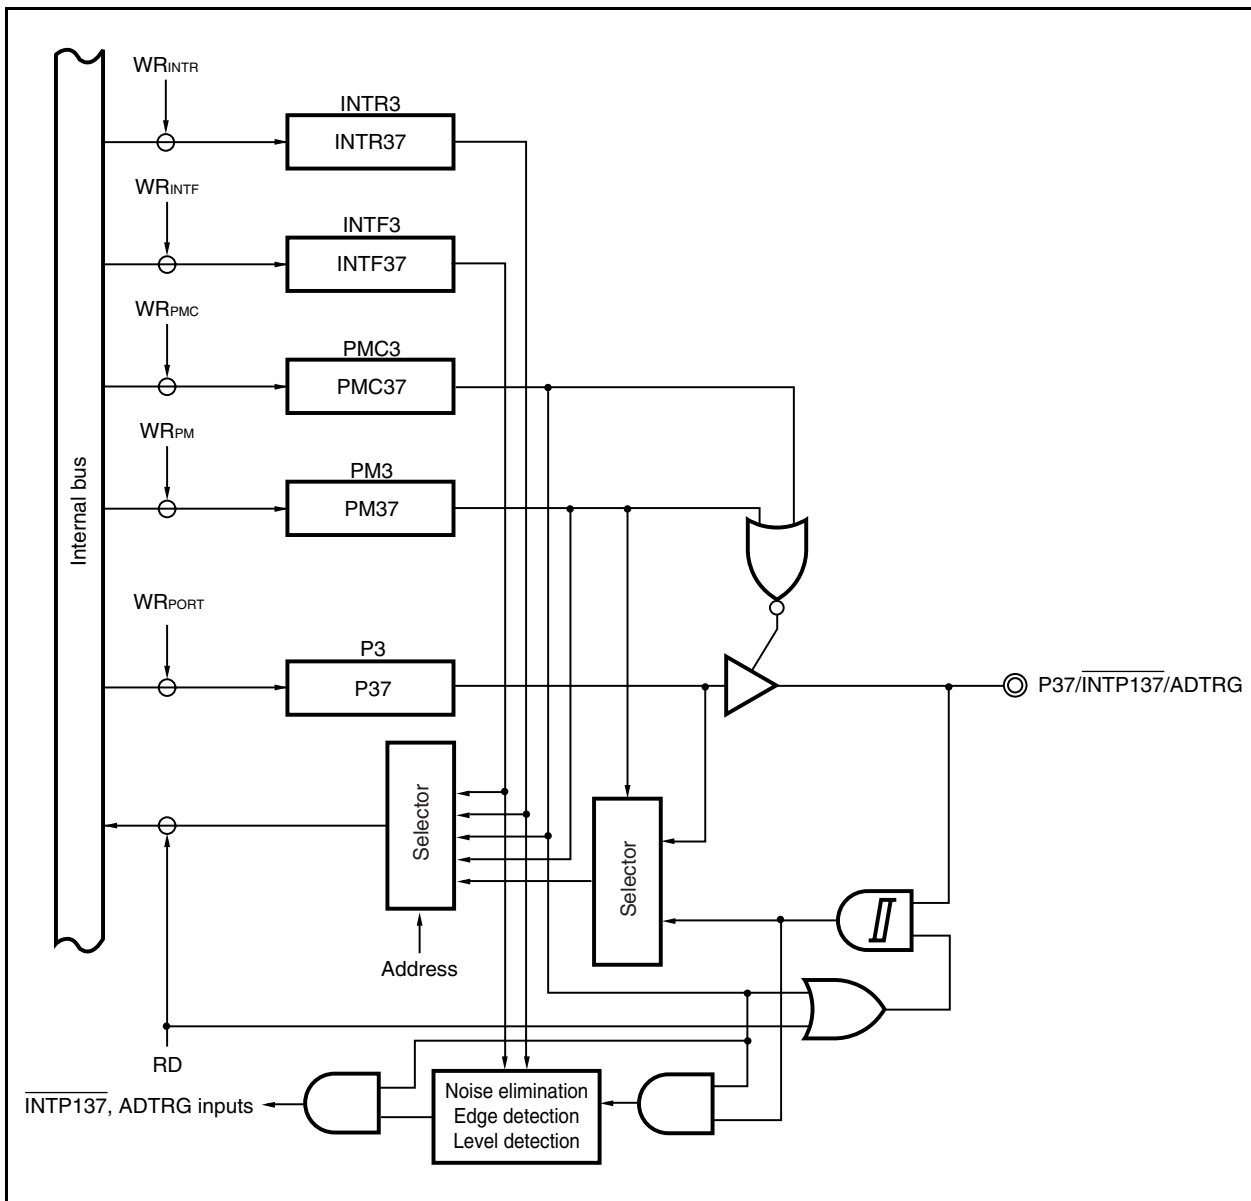 WRINTR
INTR3
INTR37
WRINTF
INTF3
INTF37
WRPMC
PMC3
PMC37
WRPM
PM3
PM37
Internal bus
WRPORT
P3
P37
P37/INTP137/ADTRG
Selector
Selector
Address
RD
INTP137, ADTRG inputs
Noise elimination
Edge detection
Level detection